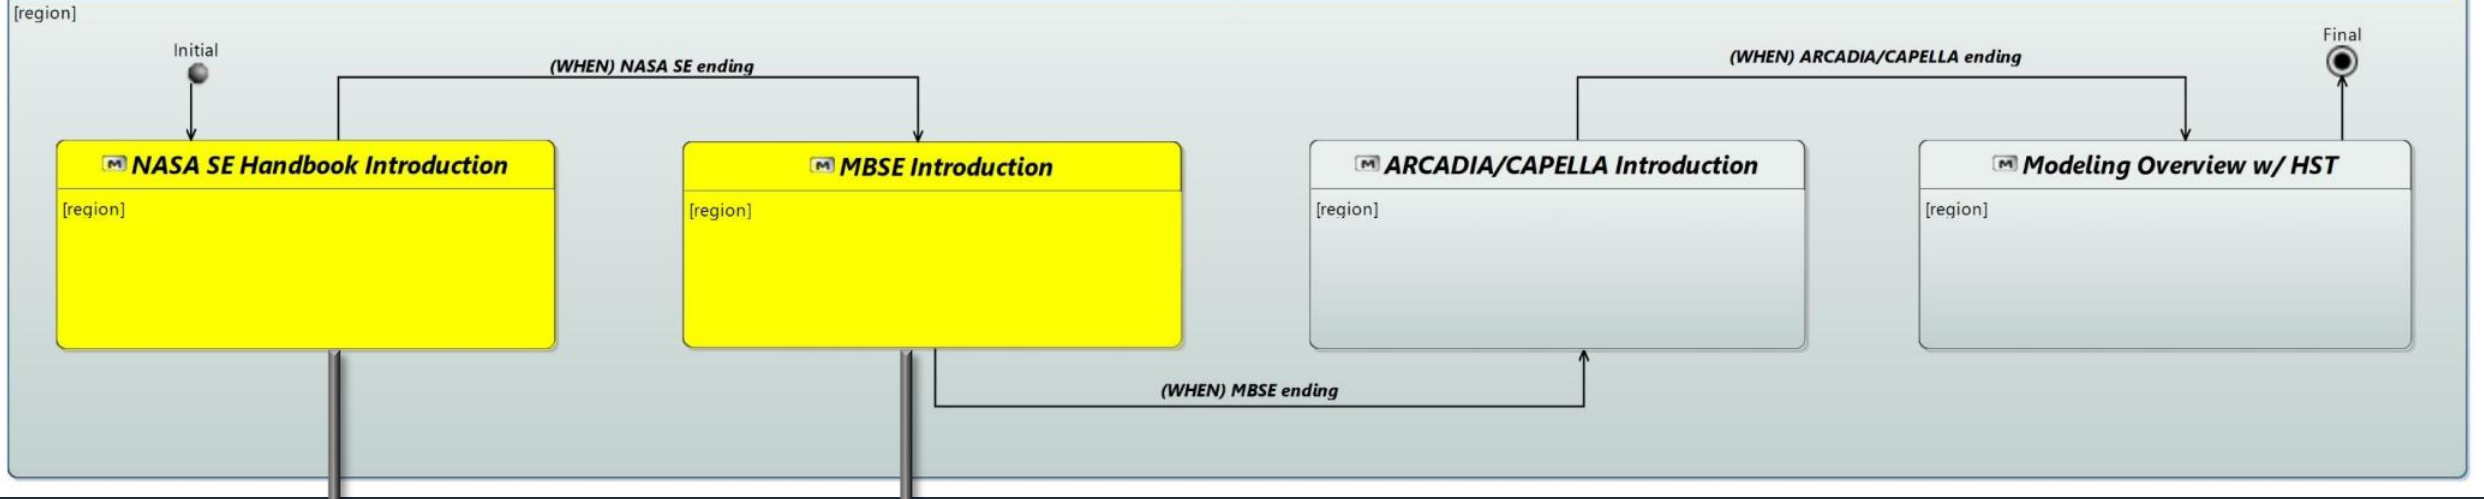 [region]
Initial
(WHEN) NASA SE ending
(WHEN) ARCADIA/CAPELLA ending
Final
M NASA SE Handbook Introduction
[region]
M MBSE Introduction
[region]
M ARCADIA/CAPELLA Introduction
[region]
M Modeling Overview w/ HST
[region]
(WHEN) MBSE ending